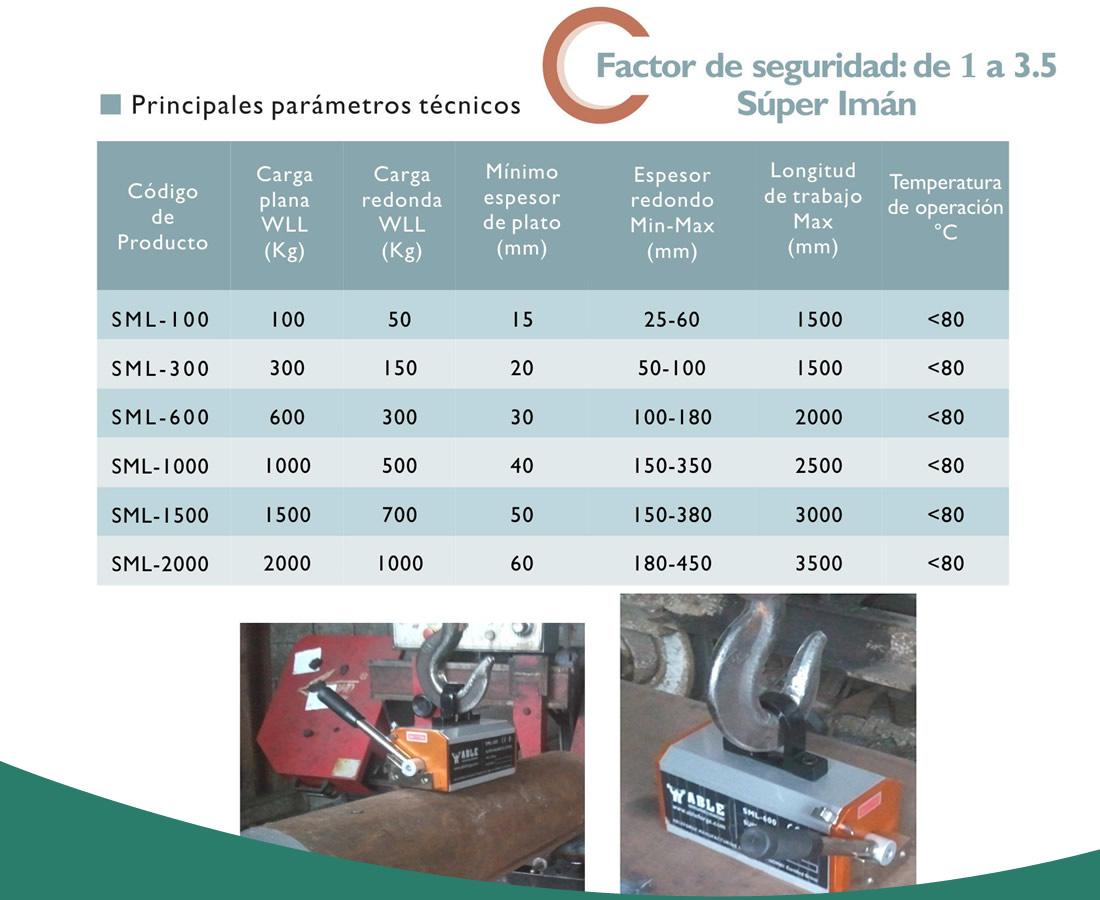 Factor de seguridad: de 1 a 3.5
Súper Imán
Principales parámetros técnicos
Código de Producto	Carga plana WLL (Kg)	Carga redonda WLL (Kg)	Mínimo espesor de plato (mm)	Espesor redondo Min-Max (mm)	Longitud de trabajo Max (mm)	Temperatura de operación °C
SML-100	100	50	15	25-60	1500	<80
SML-300	300	150	20	50-100	1500	<80
SML-600	600	300	30	100-180	2000	<80
SML-1000	1000	500	40	150-350	2500	<80
SML-1500	1500	700	50	150-380	3000	<80
SML-2000	2000	1000	60	180-450	3500	<80
ABLE
ABLE
SML-600